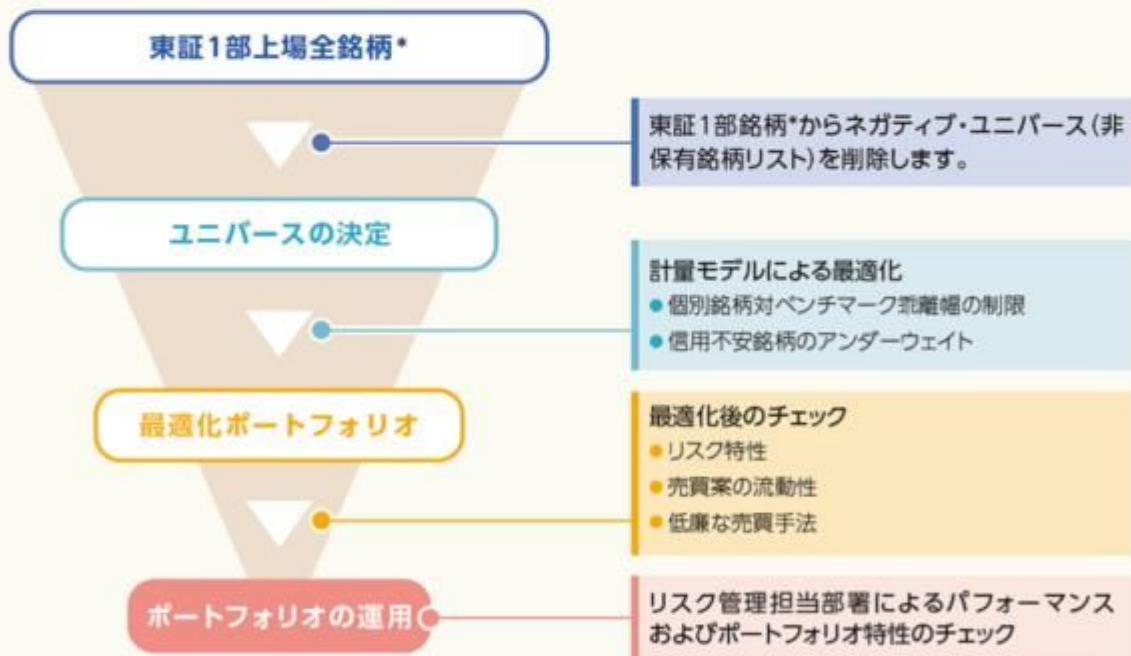 東証1部上場全銘柄*
東証1部銘柄*からネガティブ・ユニバース(非
保有銘柄リスト)を削除します。
ユニバースの決定
計量モデルによる最適化
●個別銘柄対ベンチマーク乖離幅の制限
●信用不安銘柄のアンダーウェイト
最適化ポートフォリオ
最適化後のチェック
●リスク特性
●売買案の流動性
●低廉な売買手法
ポートフォリオの運用
リスク管理担当部署によるパフォーマンス
およびポートフォリオ特性のチェック